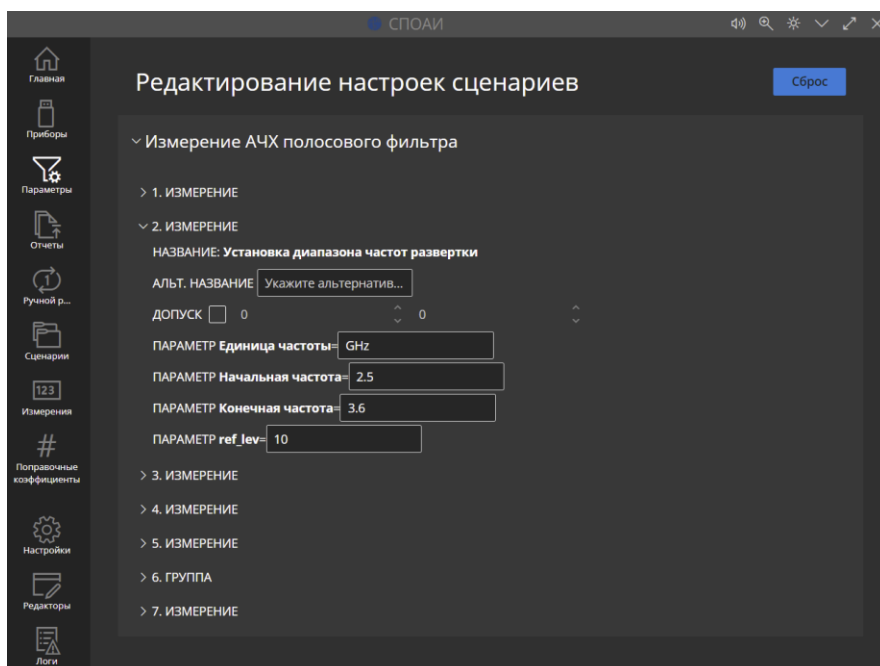 СПОАИ
Главная
Приборы
Параметры
Отчеты
Ручной р...
Сценарии
123
Измерения
#
Поправочные
коэффициенты
Настройки
Редакторы
Логи
Редактирование настроек сценариев
Сброс
Измерение АЧХ полосового фильтра
1. ИЗМЕРЕНИЕ
2. ИЗМЕРЕНИЕ
НАЗВАНИЕ: Установка диапазона частот развертки
АЛЬТ. НАЗВАНИЕ Укажите альтернатив...
ДОПУСК 0 0
ПАРАМЕТР Единица частоты= GHz
ПАРАМЕТР Начальная частота= 2.5
ПАРАМЕТР Конечная частота= 3.6
ПАРАМЕТР ref_lev= 10
3. ИЗМЕРЕНИЕ
4. ИЗМЕРЕНИЕ
5. ИЗМЕРЕНИЕ
6. ГРУППА
7. ИЗМЕРЕНИЕ